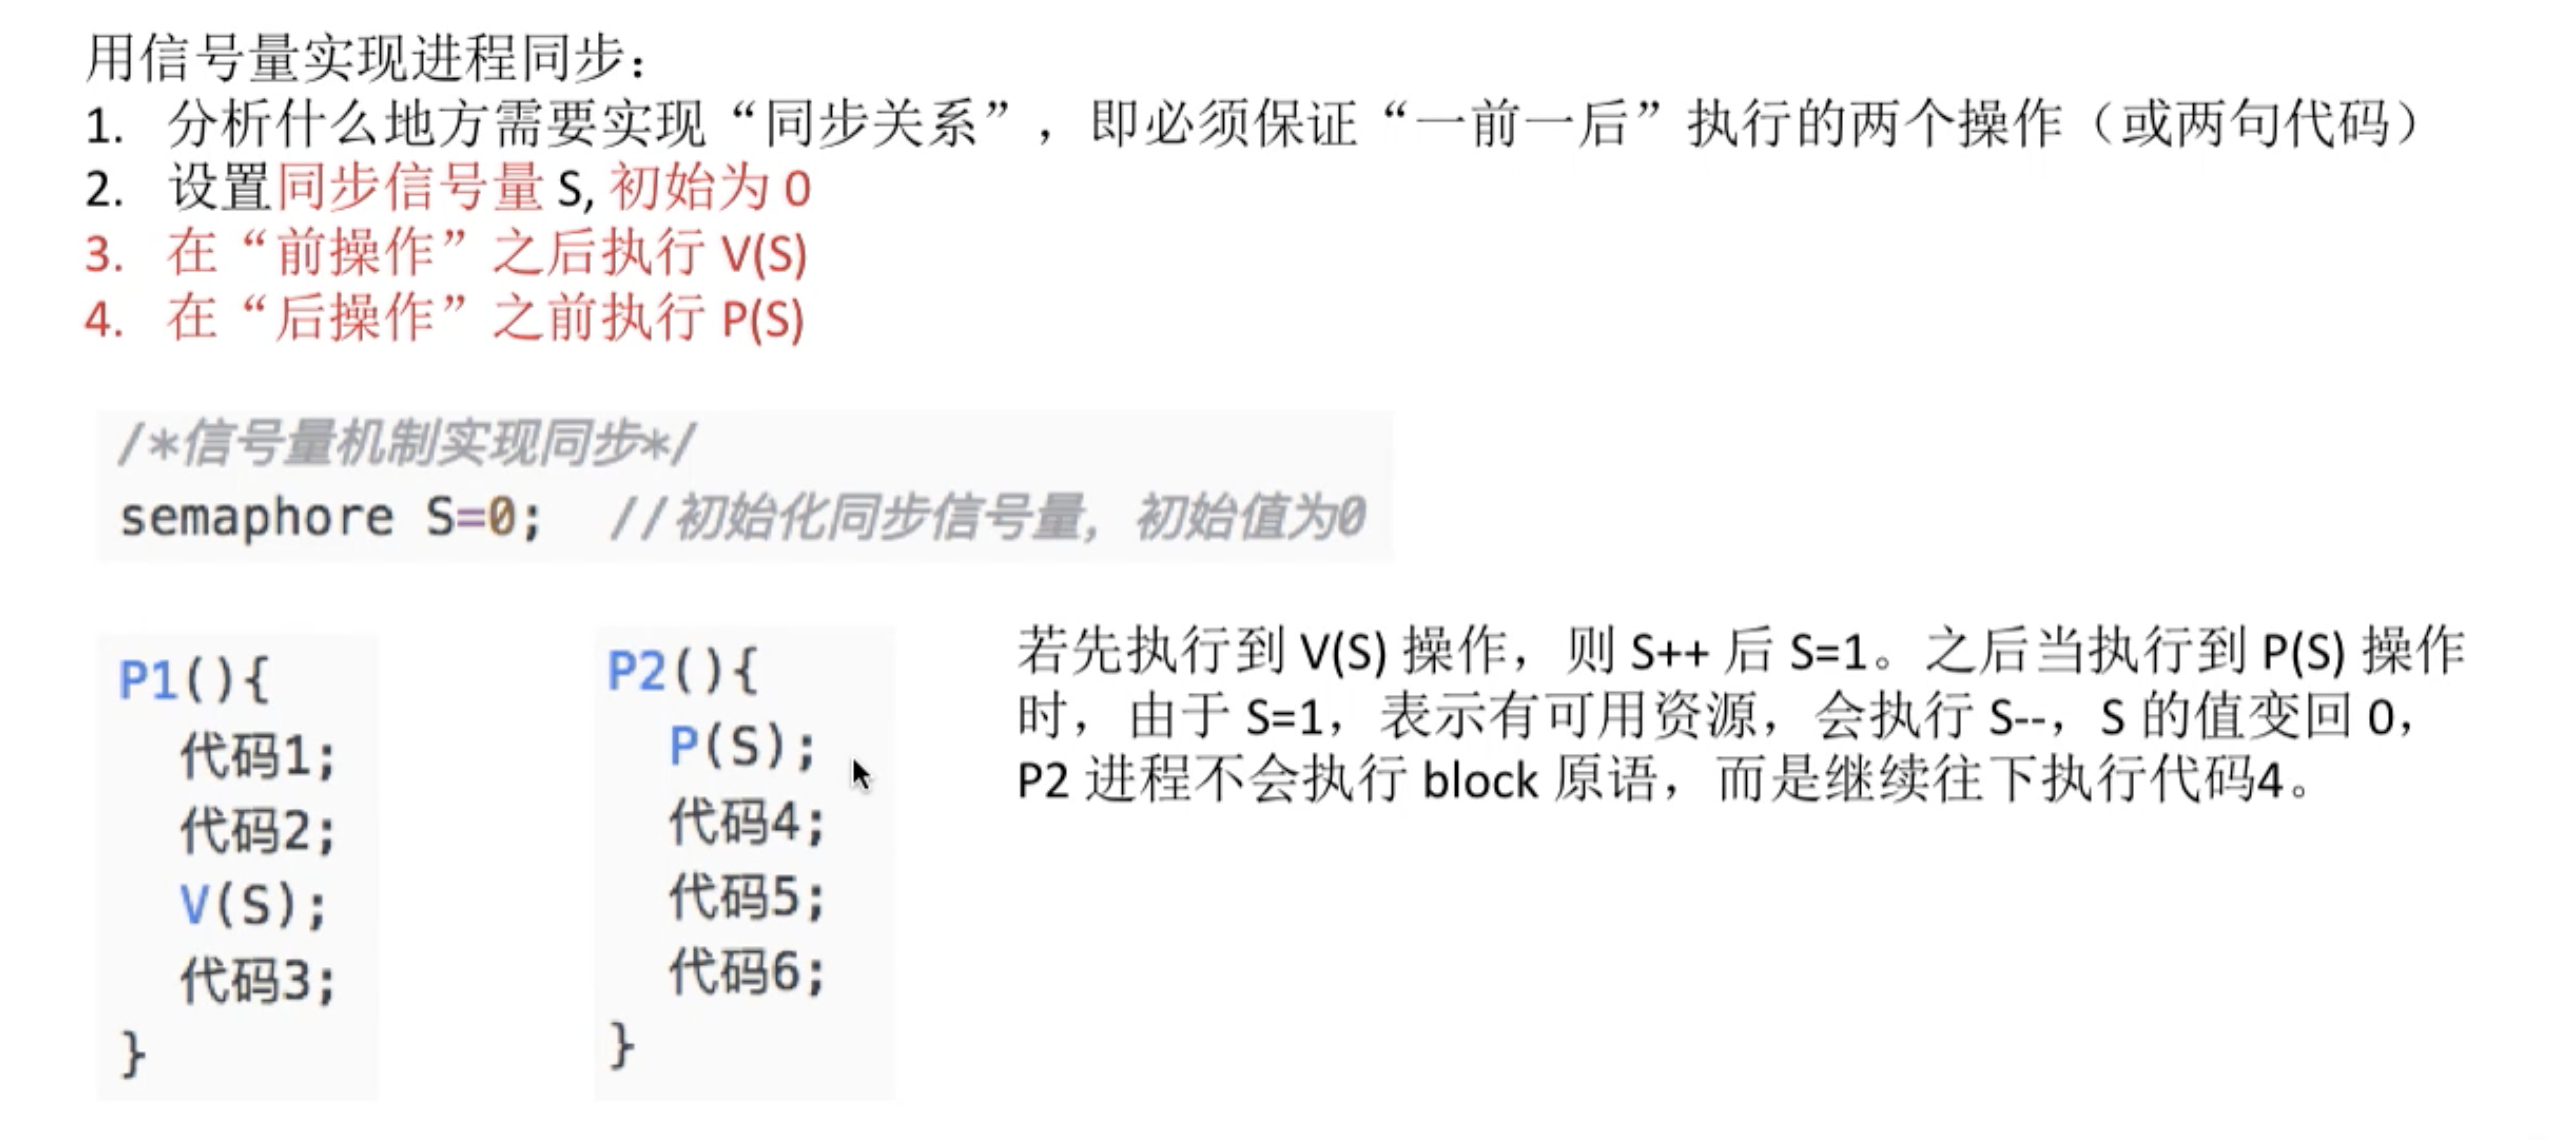 用信号量实现进程同步：
1. 分析什么地方需要实现“同步关系”，即必须保证“一前一后”执行的两个操作（或两句代码）
2. 设置同步信号量 S, 初始为 0
3. 在“前操作”之后执行 V(S)
4. 在“后操作”之前执行 P(S)
/*信号量机制实现同步*/
semaphore S=0; //初始化同步信号量，初始值为0
P1(){
代码1;
代码2;
V(S);
代码3;
}
P2(){
P(S);
代码4;
代码5;
代码6;
}
若先执行到 V(S) 操作，则 S++ 后 S=1。之后当执行到 P(S) 操作
时，由于 S=1，表示有可用资源，会执行 S--，S 的值变回 0，
P2 进程不会执行 block 原语，而是继续往下执行代码4。